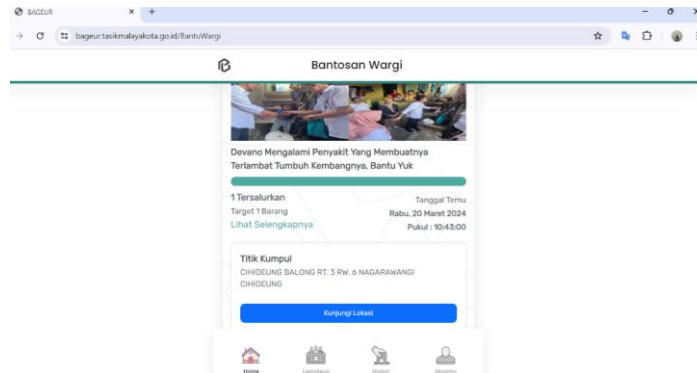 BAGEUR
bageur.tasikmalayakota.go.id/BantuWargi
Bantosan Wargi
Devano Mengalami Penyakit Yang Membuatnya
Terlambat Tumbuh Kembangnya, Bantu Yuk
1 Tersalurkan
Target 1 Barang
Lihat Selengkapnya
Tanggal Temu
Rabu, 20 Maret 2024
Pukul : 10:43:00
Titik Kumpul
CIHIDEUNG BALONG RT. 3 RW. 6 NAGARAWANGI
CIHIDEUNG
Kunjungi Lokasi
Home